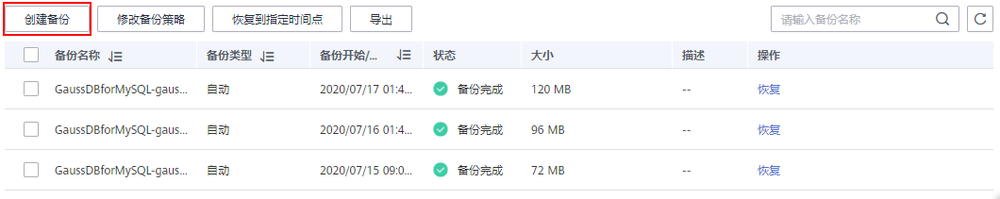 创建备份 修改备份策略 恢复到指定时间点 导出 请输入备份名称
备份名称 备份类型 备份开始/... 状态 大小 描述 操作
GaussDBforMySQL-gaus... 自动 2020/07/17 01:4... 备份完成 120 MB -- 恢复
GaussDBforMySQL-gaus... 自动 2020/07/16 01:4... 备份完成 96 MB -- 恢复
GaussDBforMySQL-gaus... 自动 2020/07/15 09:0... 备份完成 72 MB -- 恢复